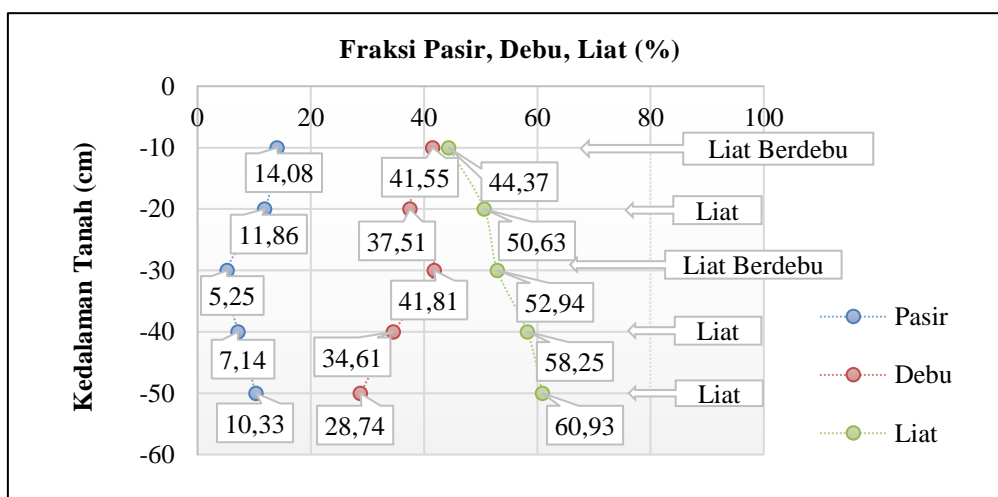 Fraksi Pasir, Debu, Liat (%)
0
0 20 40 60 80 100
-10
Liat Berdebu
14,08 41,55 44,37
-20
Liat
11,86 37,51 50,63
-30
Liat Berdebu
5,25 41,81 52,94
Pasir
-40
Liat
7,14 34,61 58,25
Debu
-50
Liat
10,33 28,74 60,93
Liat
-60
Kedalaman Tanah (cm)